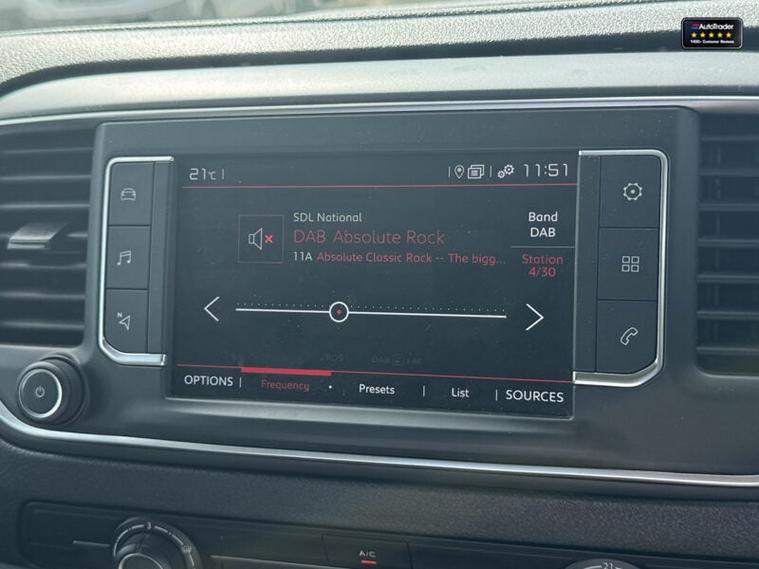 AutoTrader
21°C
11:51
SDL National
Band
DAB
DAB Absolute Rock
11A Absolute Classic Rock -- The bigg...
Station
4/30
N
OPTIONS
Frequency
Presets
List
SOURCES
A/C
21